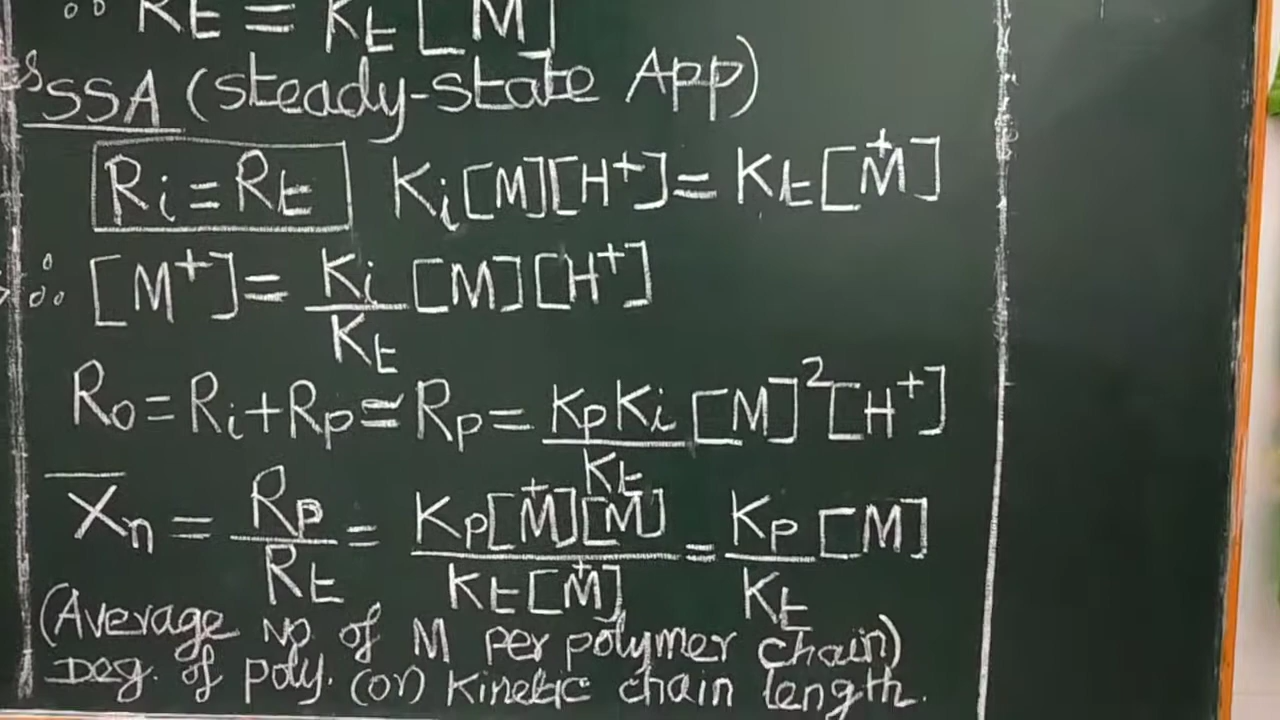 ∴ Rt = Kt [M⁺]
SSA (steady-state App)
Ri = Rt Ki[M][H⁺] = Kt[M⁺]
∴ [M⁺] = Ki/Kt [M][H⁺]
Ro = Ri + Rp ≅ Rp = KpKi/Kt [M]²[H⁺]
X̅n = Rp/Rt = Kp[M⁺][M]/Kt[M⁺] = Kp/Kt [M]
(Average No of M per polymer chain)
Deg. of poly. (or) Kinetic chain length.